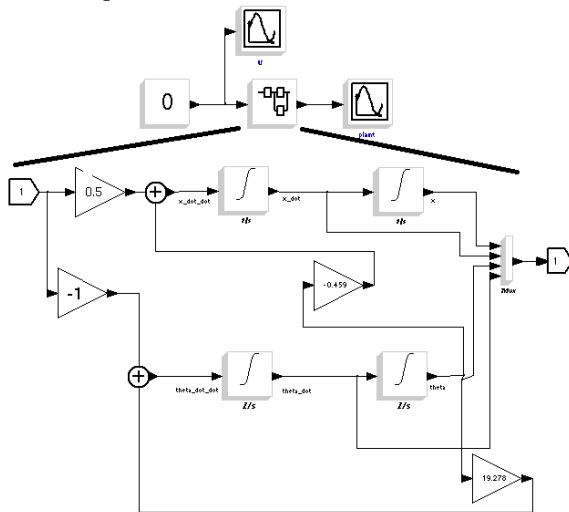 u
0
plant
1
0.5
x_dot_dot
1/s
x_dot
1/s
x
1
Mux
-0.459
-1
theta_dot_dot
1/s
theta_dot
1/s
theta
19.278